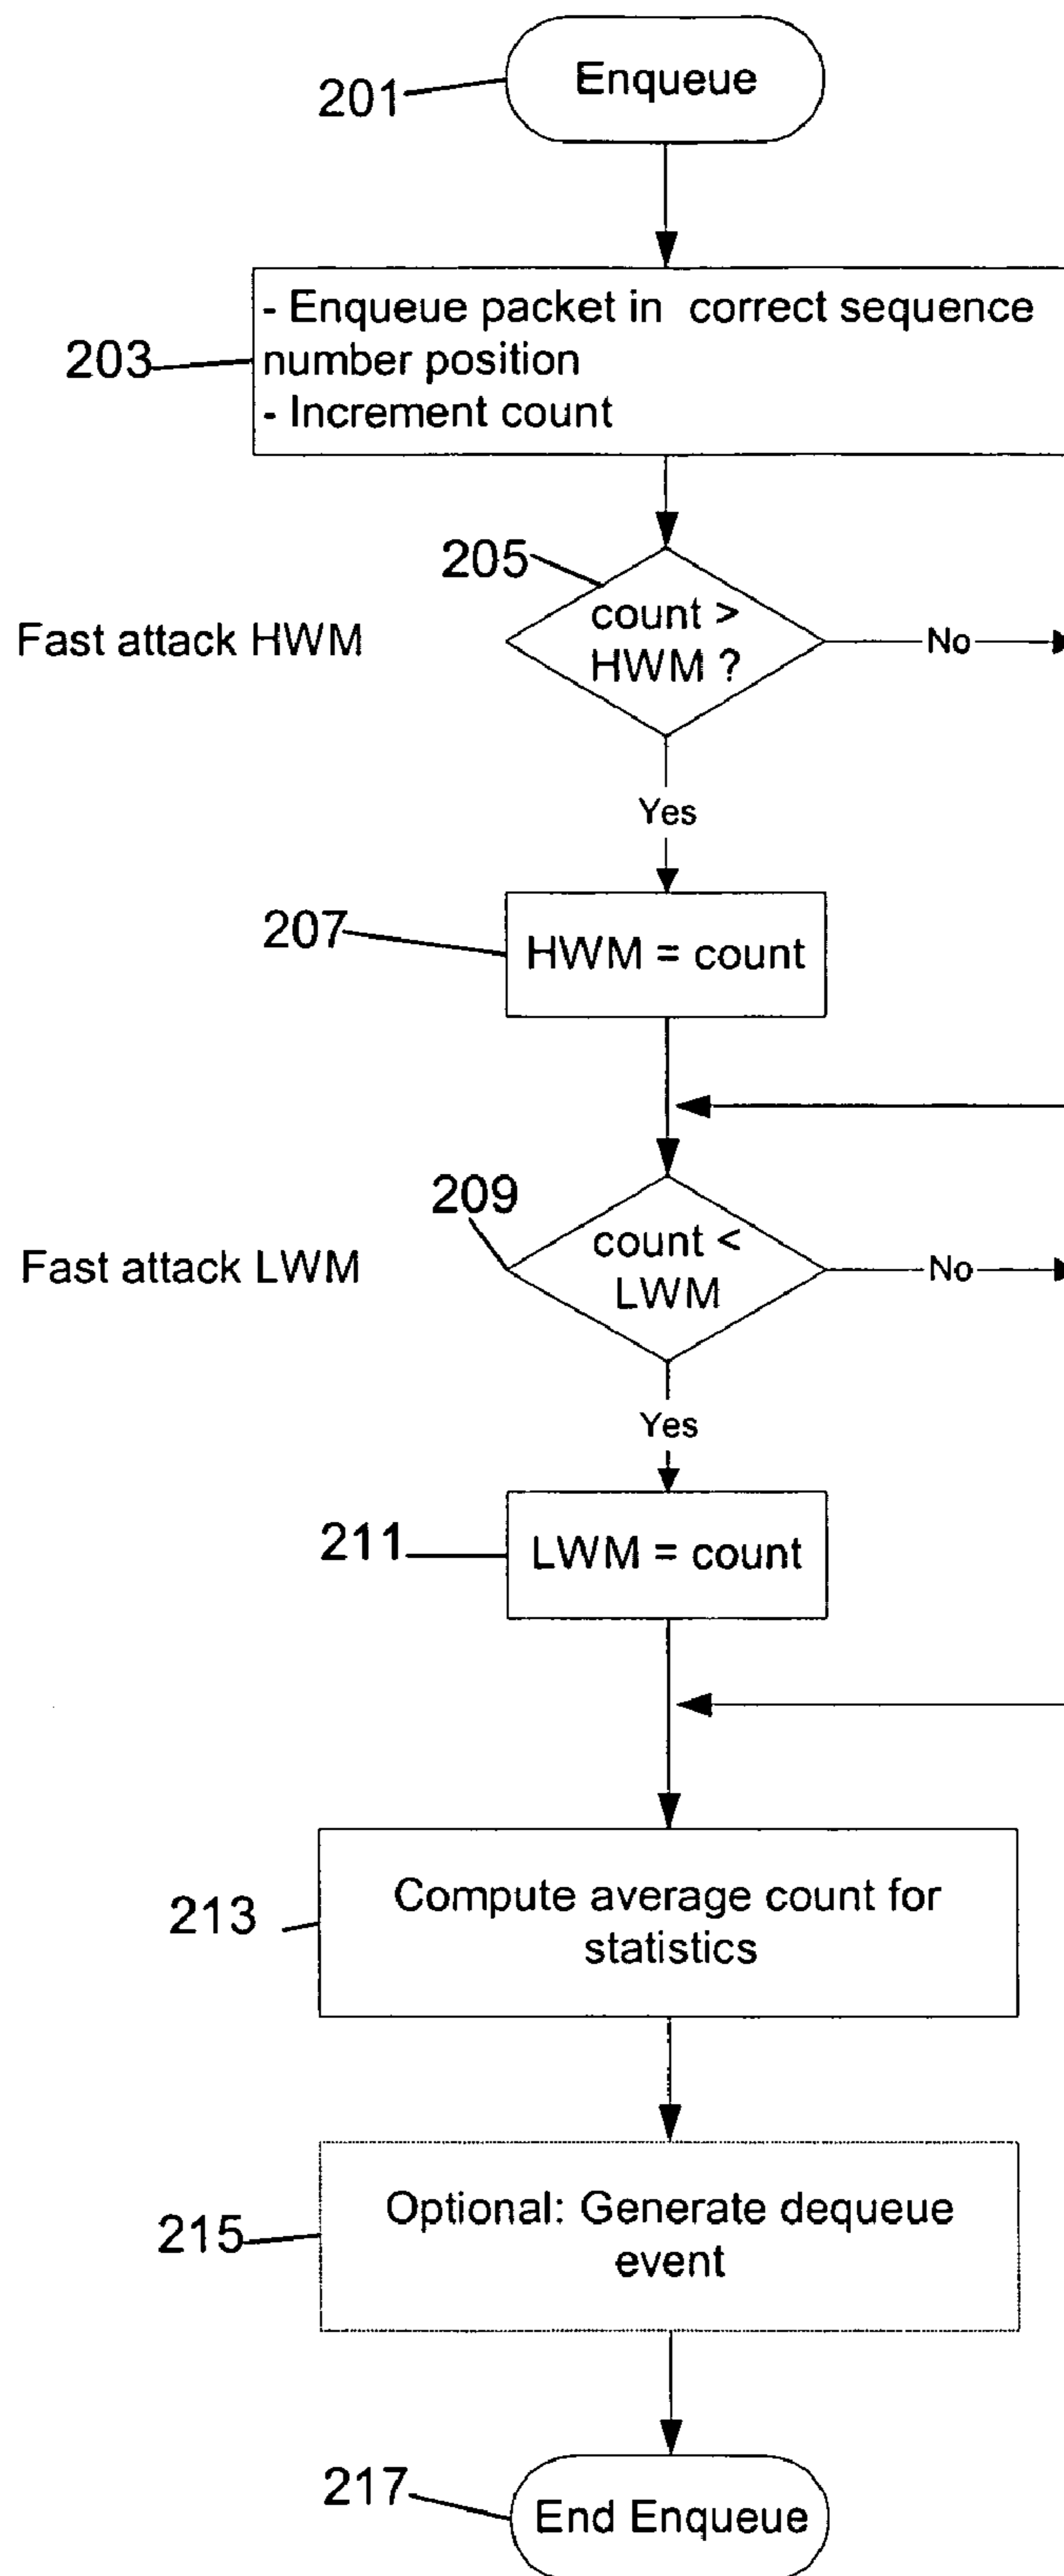 201
Enqueue
203
- Enqueue packet in correct sequence
number position
- Increment count
205
Fast attack HWM
count >
HWM ?
No
Yes
207
HWM = count
209
Fast attack LWM
count <
LWM
No
Yes
211
LWM = count
213
Compute average count for
statistics
215
Optional: Generate dequeue
event
217
End Enqueue